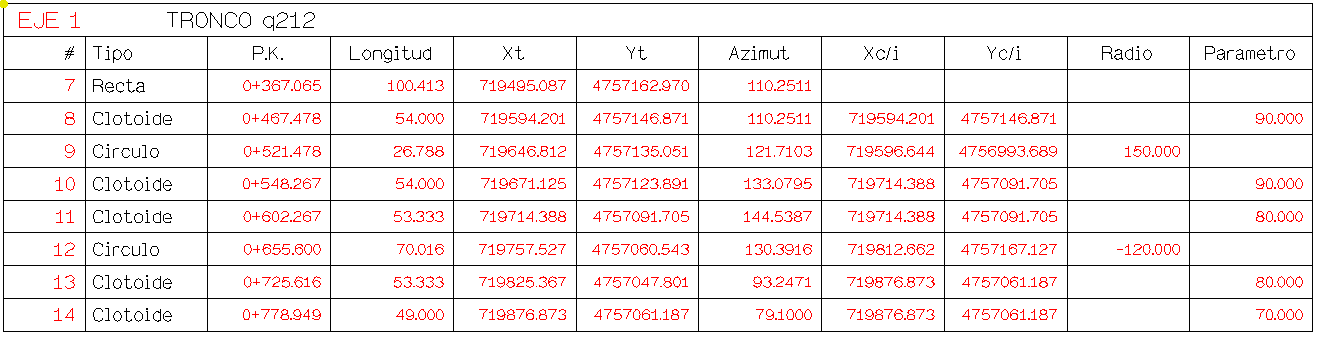 EJE 1 TRONCO q212
# Tipo P.K. Longitud Xt Yt Azimut Xc/i Yc/i Radio Parametro
7 Recta 0+367.065 100.413 719495.087 4757162.970 110.2511
8 Clotoide 0+467.478 54.000 719594.201 4757146.871 110.2511 719594.201 4757146.871 90.000
9 Circulo 0+521.478 26.788 719646.812 4757135.051 121.7103 719596.644 4756993.689 150.000
10 Clotoide 0+548.267 54.000 719671.125 4757123.891 133.0795 719714.388 4757091.705 90.000
11 Clotoide 0+602.267 53.333 719714.388 4757091.705 144.5387 719714.388 4757091.705 80.000
12 Circulo 0+655.600 70.016 719757.527 4757060.543 130.3916 719812.662 4757167.127 -120.000
13 Clotoide 0+725.616 53.333 719825.367 4757047.801 93.2471 719876.873 4757061.187 80.000
14 Clotoide 0+778.949 49.000 719876.873 4757061.187 79.1000 719876.873 4757061.187 70.000